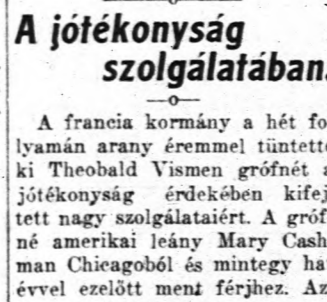 A jótékonyság
szolgálatában.
—o—
A francia kormány a hét fo-
lyamán arany éremmel tüntette
ki Theobald Vismen grófnét a
jótékonyság érdekében kifej
tett nagy szolgálataiért. A gróf
né amerikai leány Mary Cash
man Chicagoból és mintegy
évvel ezelőtt ment férjhez. Az